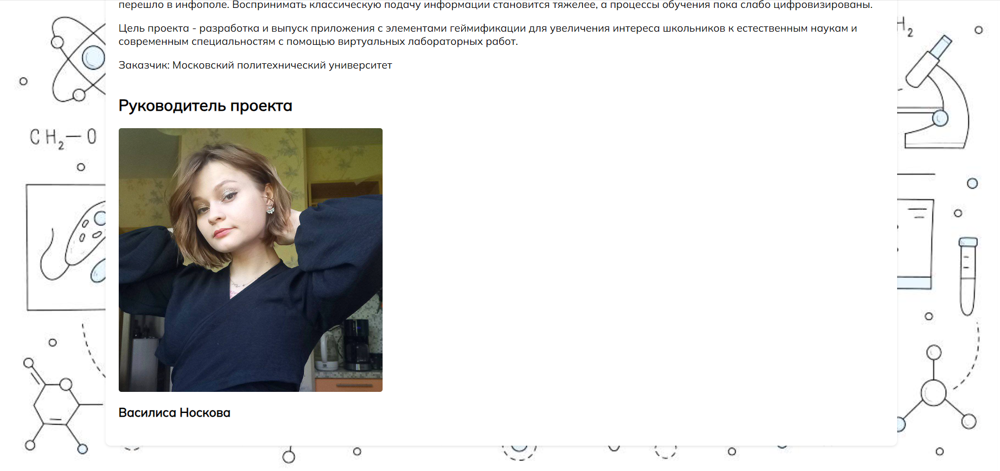 перешло в инфополе. Воспринимать классическую подачу информации становится тяжелее, а процессы обучения пока слабо цифровизированы.
Цель проекта - разработка и выпуск приложения с элементами геймификации для увеличения интереса школьников к естественным наукам и
современным специальностям с помощью виртуальных лабораторных работ.
Заказчик: Московский политехнический университет
H₂
Руководитель проекта
CH₂—O
Василиса Носкова